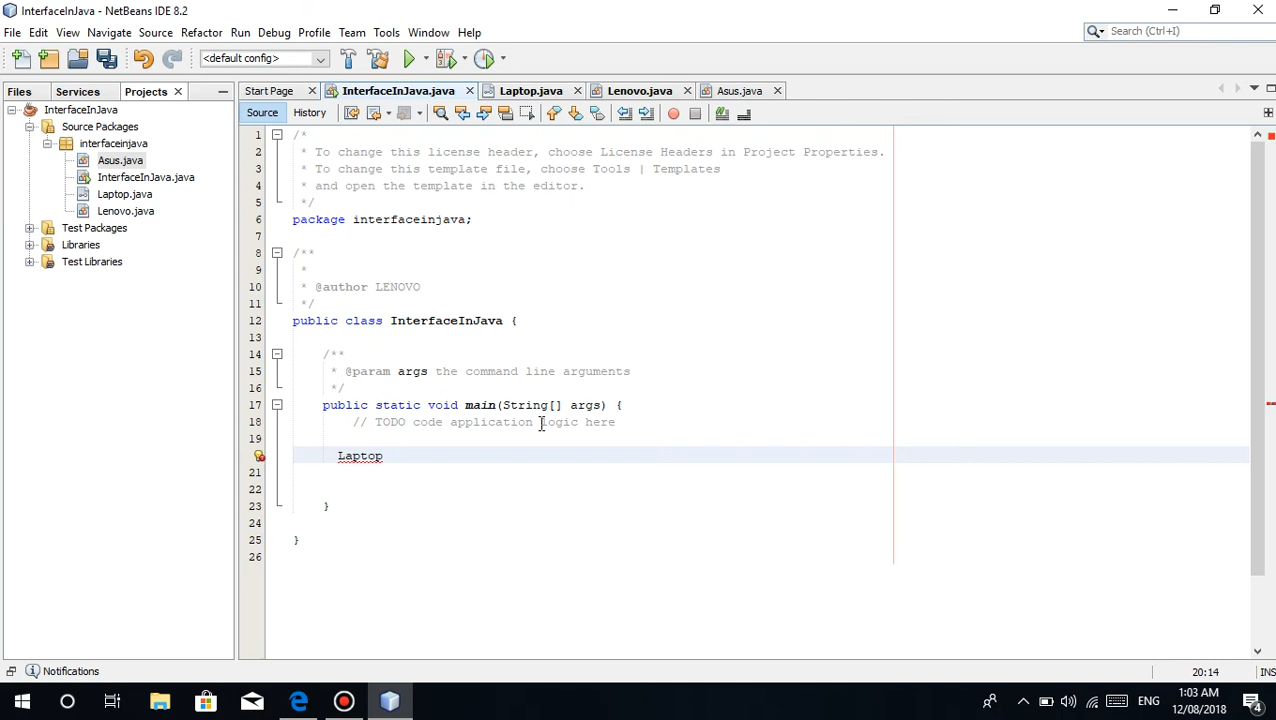 InterfaceInJava - NetBeans IDE 8.2
File Edit View Navigate Source Refactor Run Debug Profile Team Tools Window Help
Search (Ctrl+I)
<default config>
Files Services Projects
Start Page InterfaceInJava.java Laptop.java Lenovo.java Asus.java
InterfaceInJava
Source Packages
interfaceinjava
Asus.java
InterfaceInJava.java
Laptop.java
Lenovo.java
Test Packages
Libraries
Test Libraries
Source History
1 /*
2 * To change this license header, choose License Headers in Project Properties.
3 * To change this template file, choose Tools | Templates
4 * and open the template in the editor.
5 */
6 package interfaceinjava;
7
8 /**
9 *
10 * @author LENOVO
11 */
12 public class InterfaceInJava {
13
14 /**
15 * @param args the command line arguments
16 */
17 public static void main(String[] args) {
18 // TODO code application logic here
19
Laptop
21
22
23 }
24
25 }
26
Notifications
20:14 INS
ENG
1:03 AM
12/08/2018
4